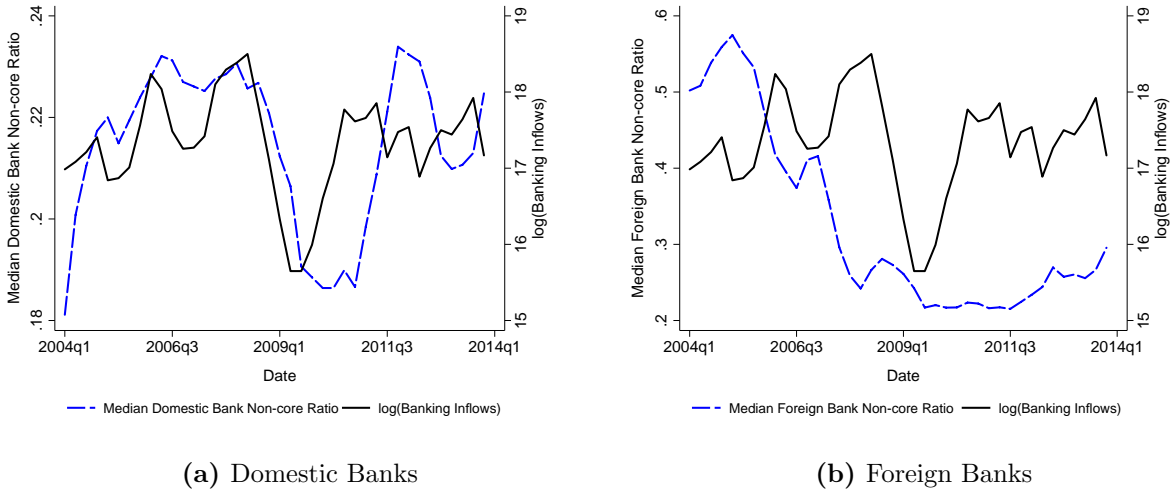 Median Domestic Bank Non-core Ratio
.24
.22
.2
.18
19
18
17
16
15
log(Banking Inflows)
2004q1 2006q3 2009q1 2011q3 2014q1
Date
Median Domestic Bank Non-core Ratio log(Banking Inflows)
(a) Domestic Banks
Median Foreign Bank Non-core Ratio
.6
.5
.4
.3
.2
19
18
17
16
15
log(Banking Inflows)
2004q1 2006q3 2009q1 2011q3 2014q1
Date
Median Foreign Bank Non-core Ratio log(Banking Inflows)
(b) Foreign Banks